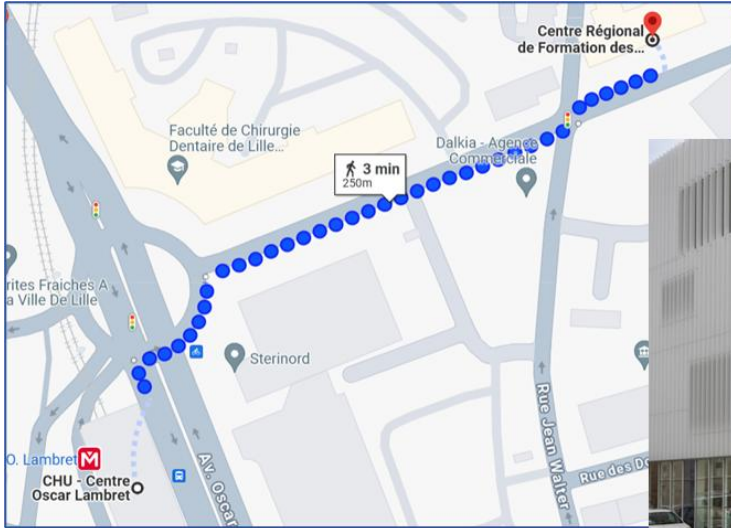 Centre Régional
de Formation des...
Faculté de Chirurgie
Dentaire de Lille...
Dalkia - Agence
Commerciale
3 min
250m
rites Fraiches A
a Ville De Lille
Sterinord
O. Lambret
M
CHU - Centre
Oscar Lambret
Av. Oscar
Rue Jean Walter
Rue des